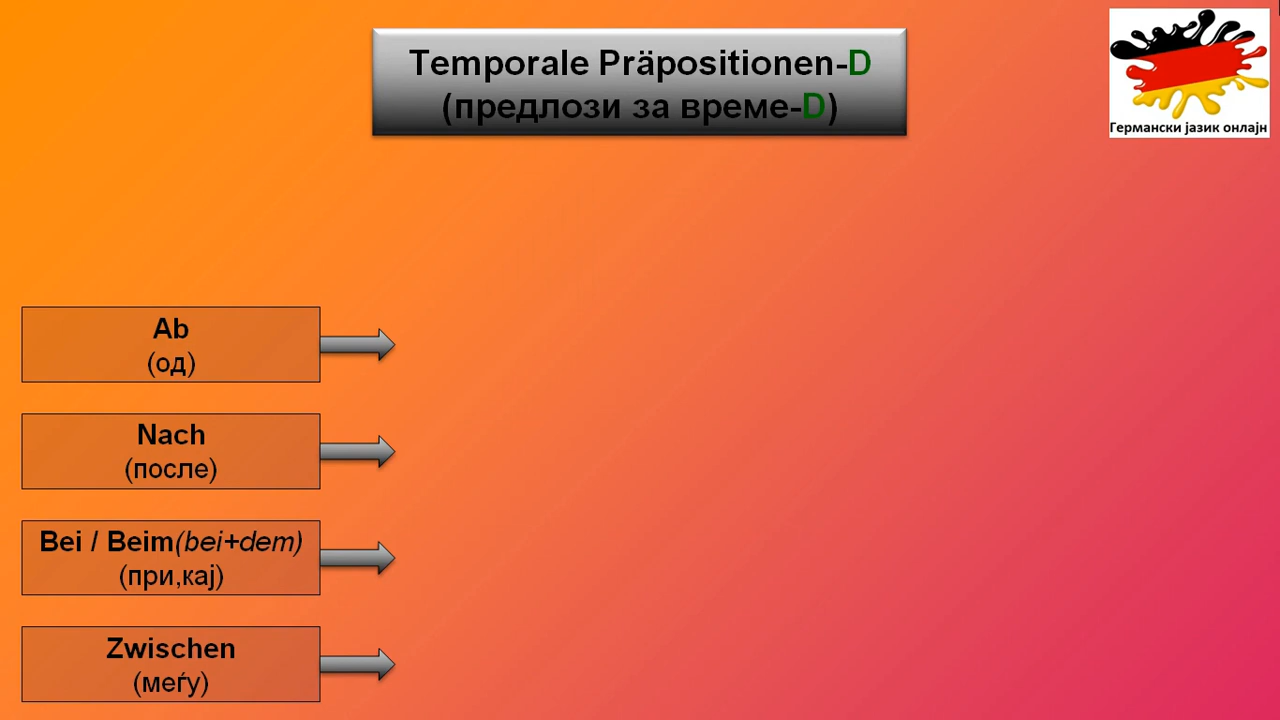 Temporale Präpositionen-D
(предлози за време-D)
Германски јазик онлајн
Ab
(од)
Nach
(после)
Bei / Beim(bei+dem)
(при,кај)
Zwischen
(меѓу)